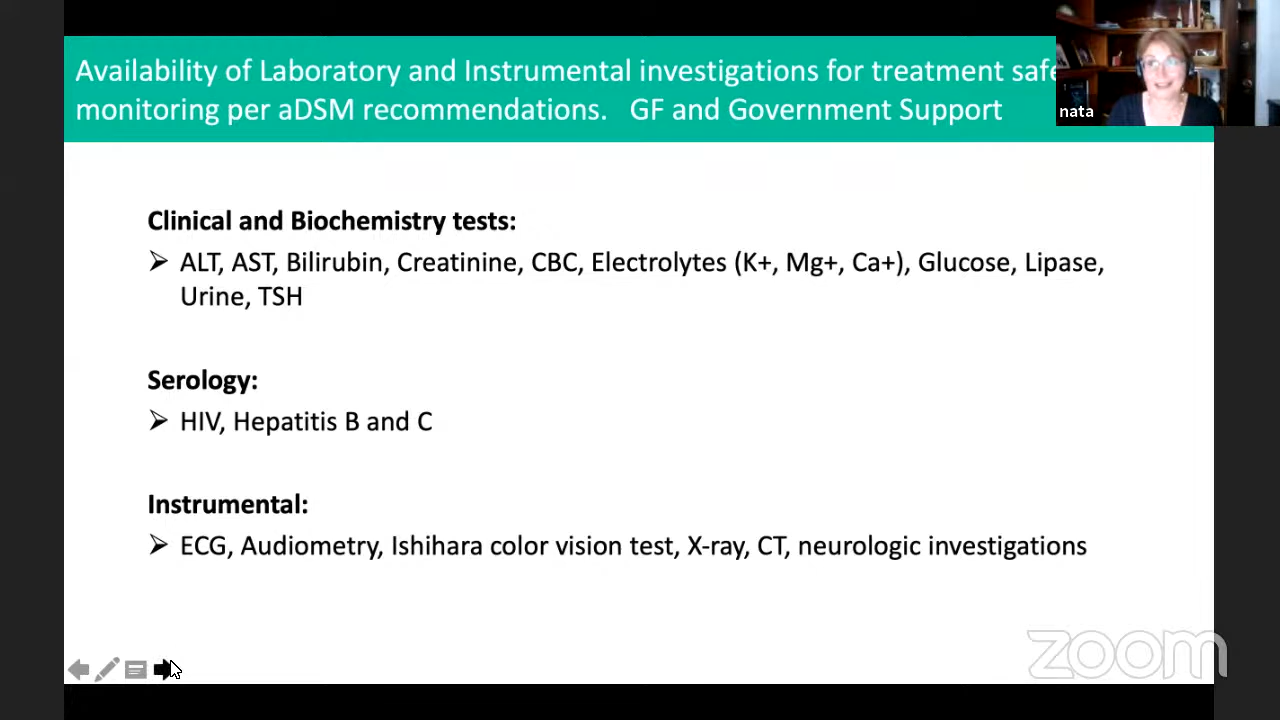 Availability of Laboratory and Instrumental investigations for treatment
monitoring per aDSM recommendations. GF and Government Support
nata
Clinical and Biochemistry tests:
ALT, AST, Bilirubin, Creatinine, CBC, Electrolytes (K+, Mg+, Ca+), Glucose, Lipase,
Urine, TSH
Serology:
HIV, Hepatitis B and C
Instrumental:
ECG, Audiometry, Ishihara color vision test, X-ray, CT, neurologic investigations
zoom